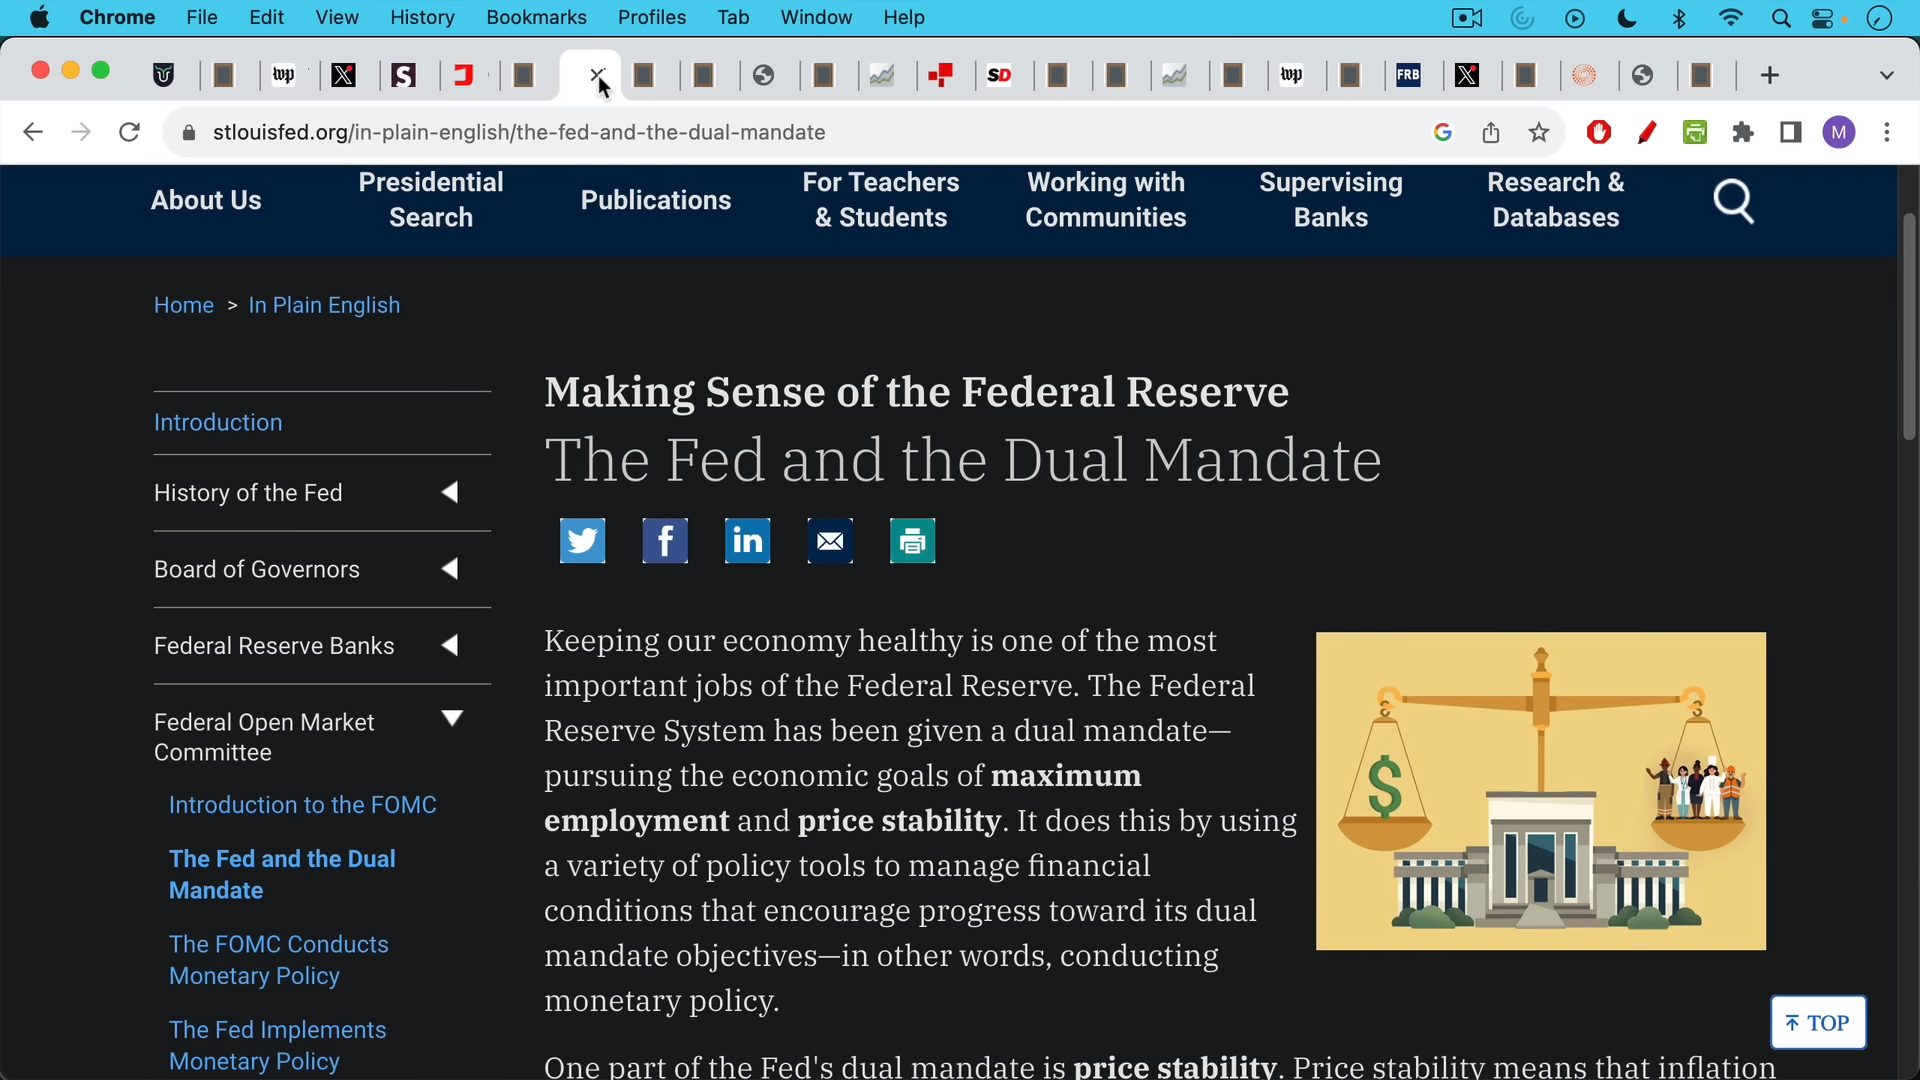 Chrome File Edit View History Bookmarks Profiles Tab Window Help
wp X S SD wp FRB X
stlouisfed.org/in-plain-english/the-fed-and-the-dual-mandate
M
About Us
Presidential
Search
Publications
For Teachers
& Students
Working with
Communities
Supervising
Banks
Research &
Databases
Home > In Plain English
Introduction
History of the Fed
Board of Governors
Federal Reserve Banks
Federal Open Market
Committee
Introduction to the FOMC
The Fed and the Dual
Mandate
The FOMC Conducts
Monetary Policy
The Fed Implements
Monetary Policy
Making Sense of the Federal Reserve
The Fed and the Dual Mandate
f in
Keeping our economy healthy is one of the most
important jobs of the Federal Reserve. The Federal
Reserve System has been given a dual mandate—
pursuing the economic goals of maximum
employment and price stability. It does this by using
a variety of policy tools to manage financial
conditions that encourage progress toward its dual
mandate objectives—in other words, conducting
monetary policy.
$
One part of the Fed's dual mandate is price stability. Price stability means that inflation
TOP